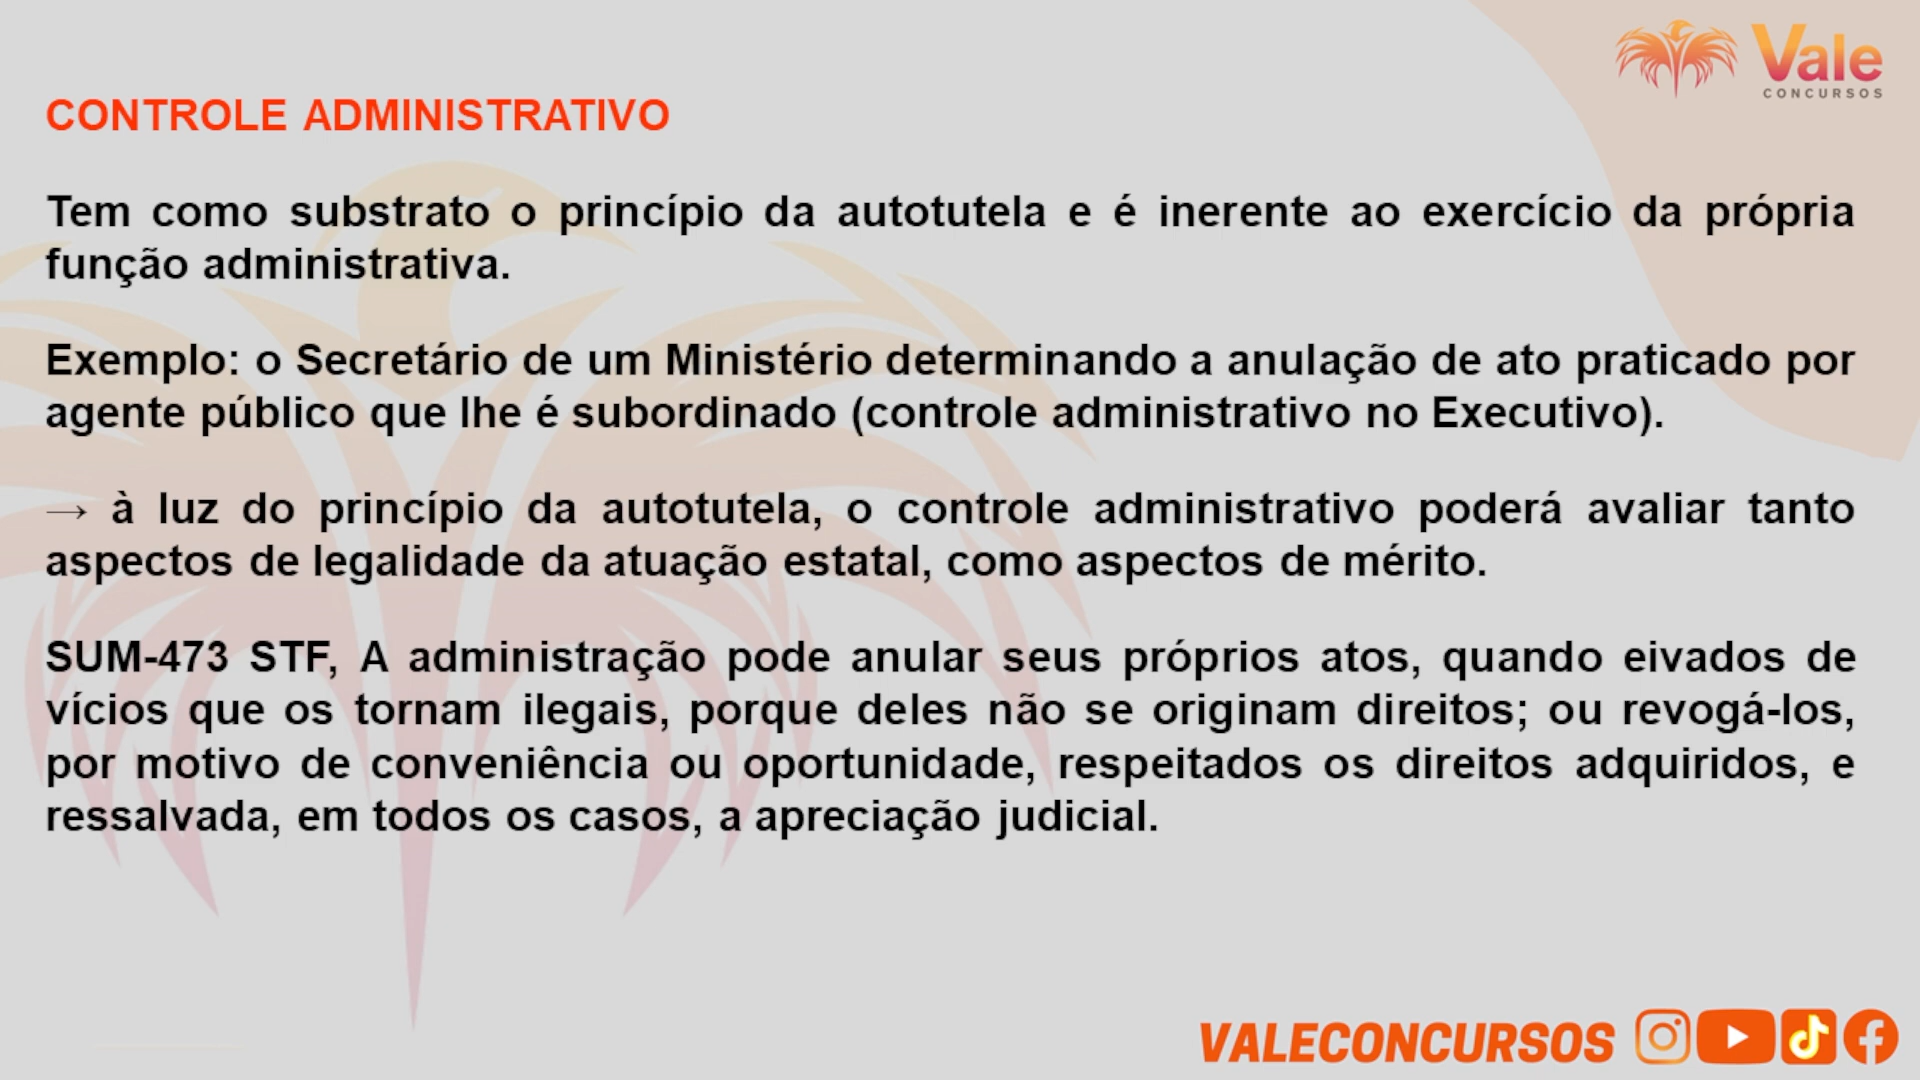 Vale
CONCURSOS
CONTROLE ADMINISTRATIVO
Tem como substrato o princípio da autotutela e é inerente ao exercício da própria
função administrativa.
Exemplo: o Secretário de um Ministério determinando a anulação de ato praticado por
agente público que lhe é subordinado (controle administrativo no Executivo).
→ à luz do princípio da autotutela, o controle administrativo poderá avaliar tanto
aspectos de legalidade da atuação estatal, como aspectos de mérito.
SUM-473 STF, A administração pode anular seus próprios atos, quando eivados de
vícios que os tornam ilegais, porque deles não se originam direitos; ou revogá-los,
por motivo de conveniência ou oportunidade, respeitados os direitos adquiridos, e
ressalvada, em todos os casos, a apreciação judicial.
VALECONCURSOS